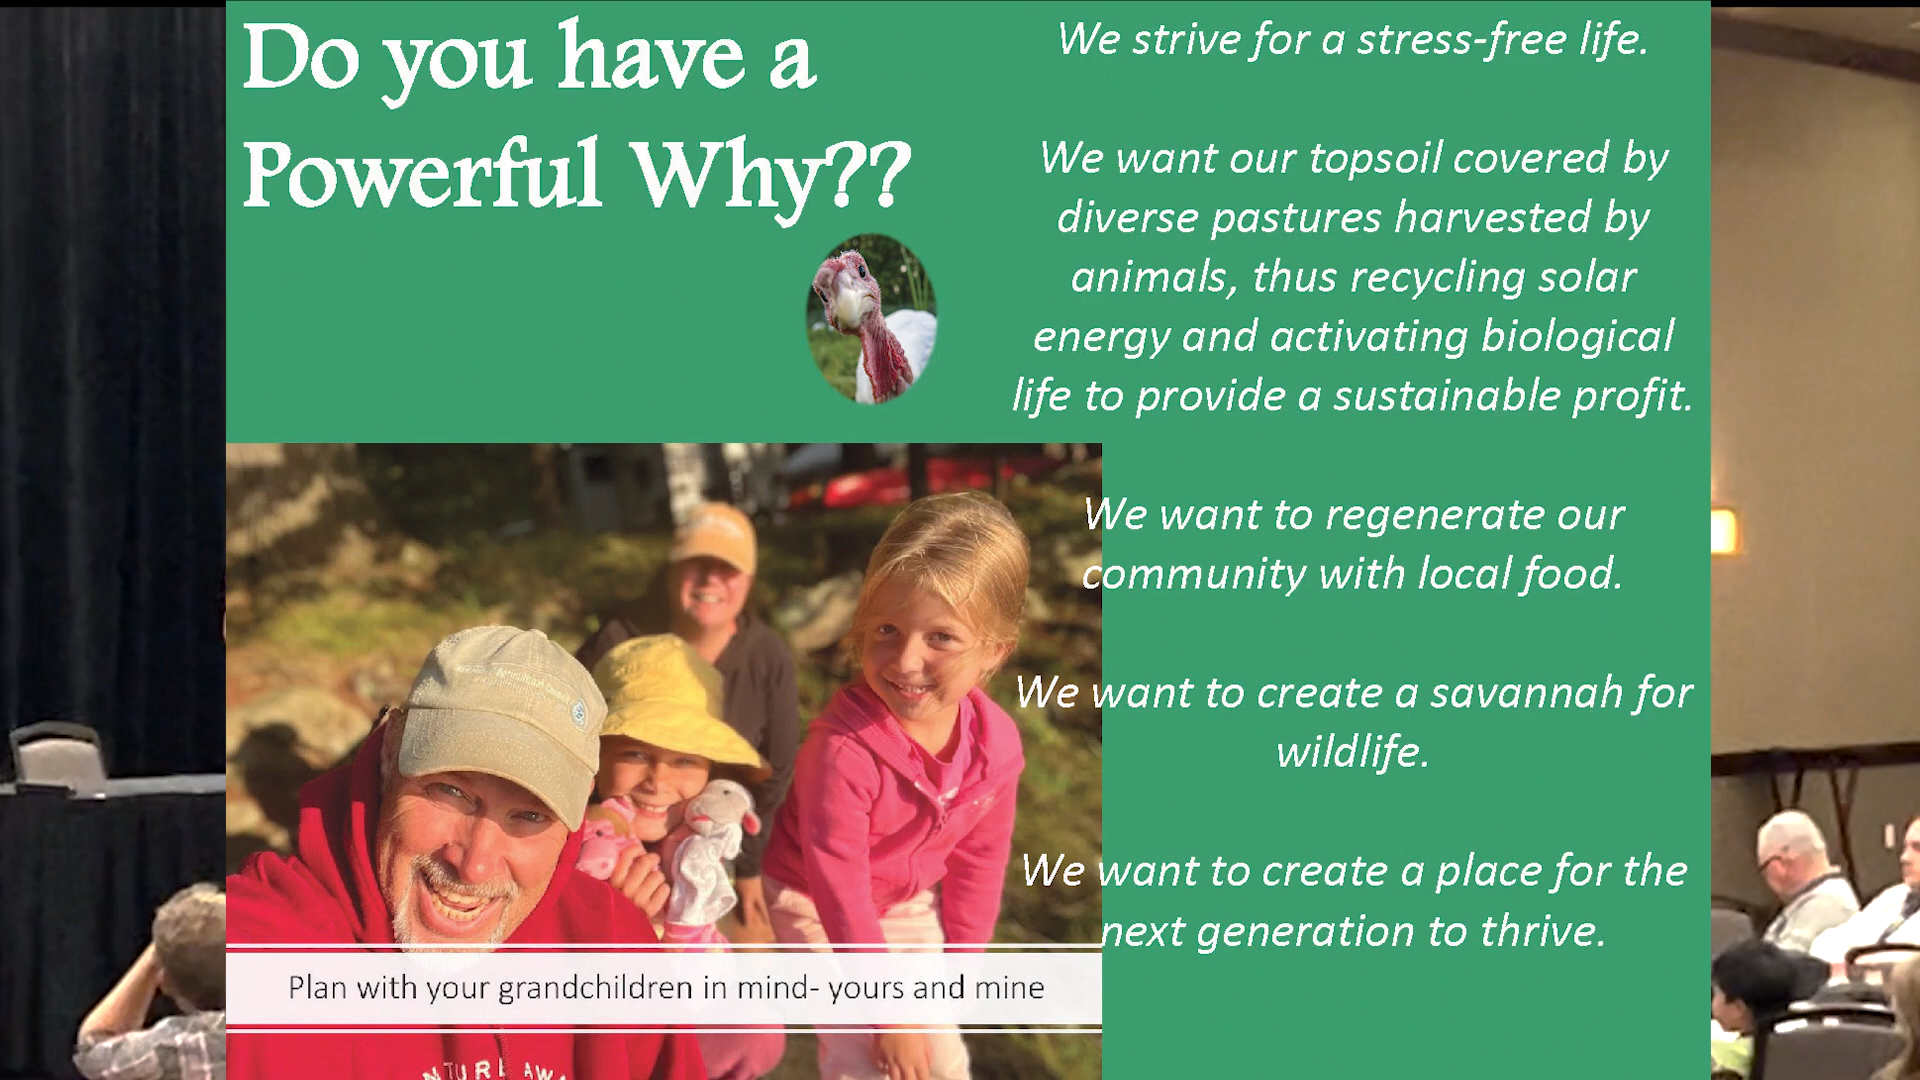 Do you have a
Powerful Why??
We strive for a stress-free life.
We want our topsoil covered by
diverse pastures harvested by
animals, thus recycling solar
energy and activating biological
life to provide a sustainable profit.
We want to regenerate our
community with local food.
We want to create a savannah for
wildlife.
We want to create a place for the
next generation to thrive.
Agricultural
Plan with your grandchildren in mind- yours and mine